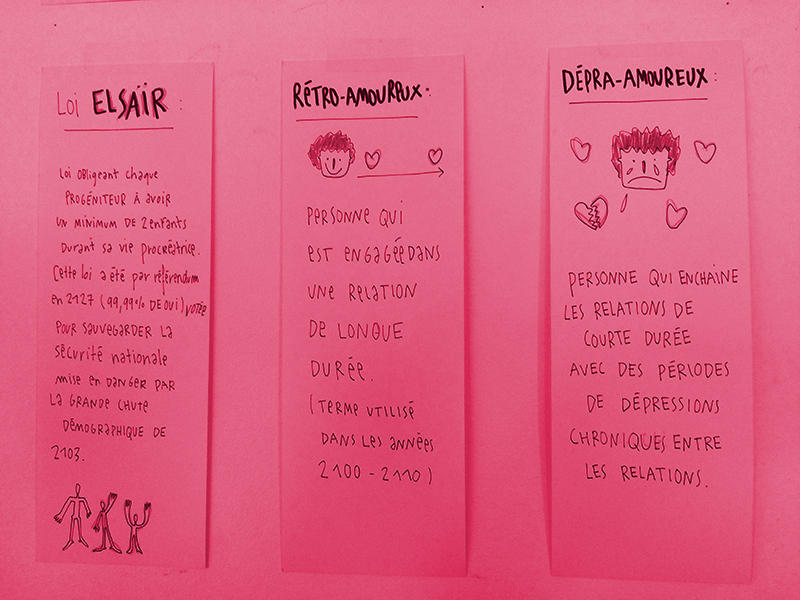 Loi ELSAÏR :
Loi obligeant chaque
PROGÉNITEUR À AVOIR
UN MINIMUM DE 2 ENFANTS
DURANT SA VIE PROCRÉATRICE.
Cette loi a été par référendum
en 2127 (99,99% DE OUI) VOTÉE
POUR SAUVEGARDER LA
SÉCURITÉ NATIONALE
MISE EN DANGER PAR
LA GRANDE CHUTE
DÉMOGRAPHIQUE DE
2103.
RÉTRO-AMOUREUX :
PERSONNE QUI
EST ENGAGÉE DANS
UNE RELATION
DE LONGUE
DURÉE.
(TERME UTILISÉ
DANS LES ANNÉES
2100 - 2110)
DÉPRA-AMOUREUX :
PERSONNE QUI ENCHAINE
LES RELATIONS DE
COURTE DURÉE
AVEC DES PÉRIODES
DE DÉPRESSIONS
CHRONIQUES ENTRE
LES RELATIONS.